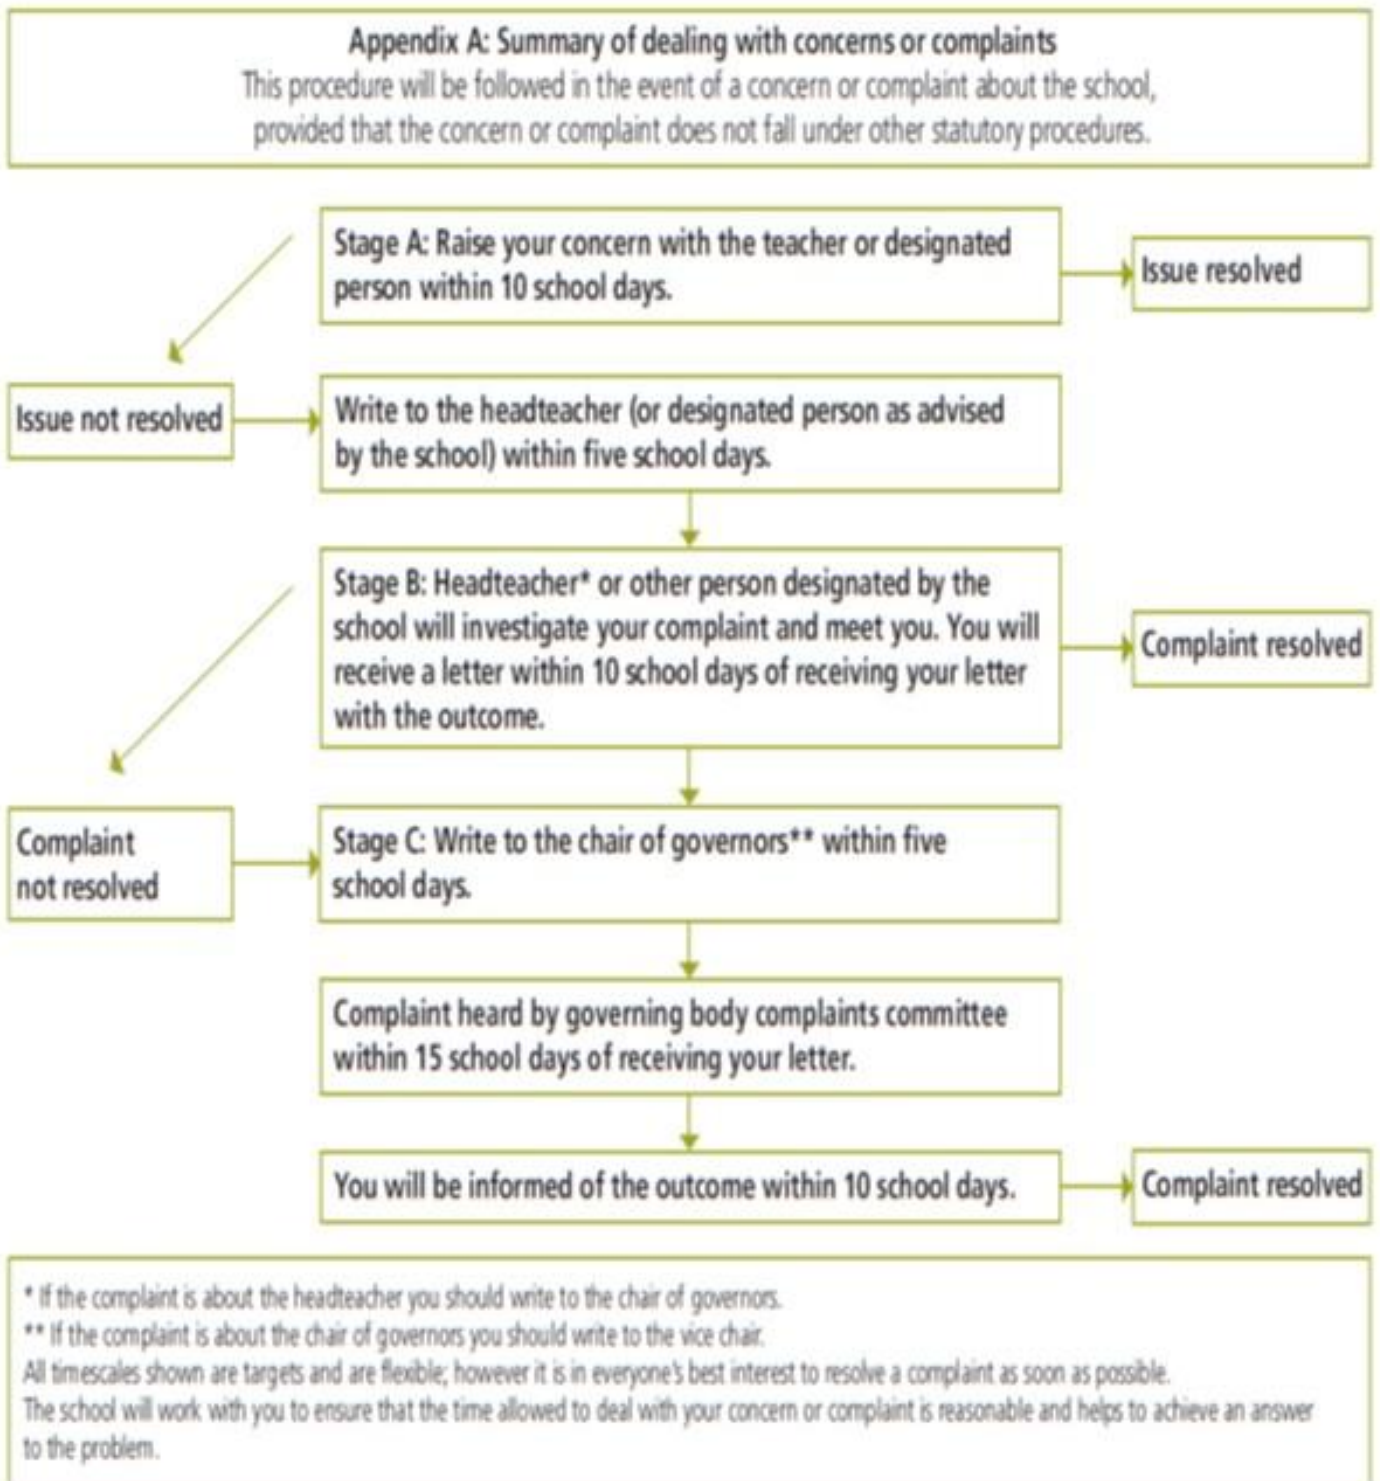 Appendix A: Summary of dealing with concerns or complaints
This procedure will be followed in the event of a concern or complaint about the school,
provided that the concern or complaint does not fall under other statutory procedures.
Stage A: Raise your concern with the teacher or designated
person within 10 school days.
Issue resolved
Issue not resolved
Write to the headteacher (or designated person as advised
by the school) within five school days.
Stage B: Headteacher* or other person designated by the
school will investigate your complaint and meet you. You will
receive a letter within 10 school days of receiving your letter
with the outcome.
Complaint resolved
Complaint
not resolved
Stage C: Write to the chair of governors** within five
school days.
Complaint heard by governing body complaints committee
within 15 school days of receiving your letter.
You will be informed of the outcome within 10 school days.
Complaint resolved
* If the complaint is about the headteacher you should write to the chair of governors.
** If the complaint is about the chair of governors you should write to the vice chair.
All timescales shown are targets and are flexible; however it is in everyone's best interest to resolve a complaint as soon as possible.
The school will work with you to ensure that the time allowed to deal with your concern or complaint is reasonable and helps to achieve an answer
to the problem.